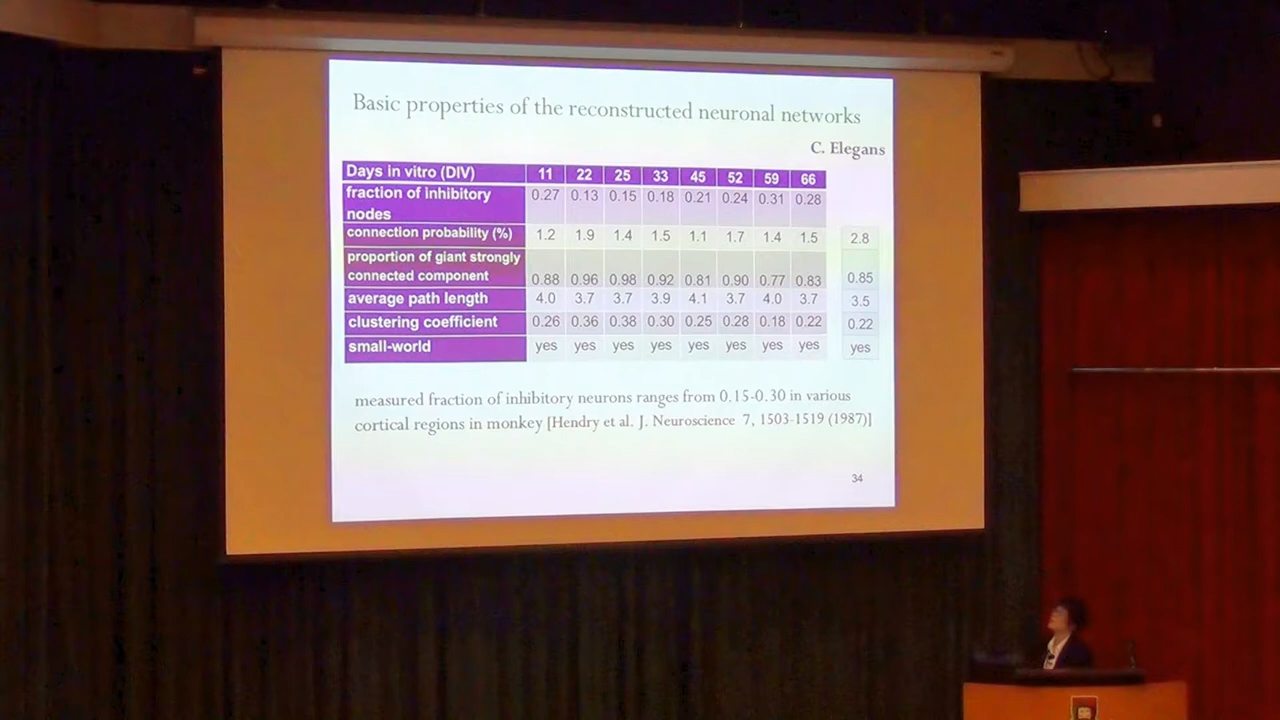 Basic properties of the reconstructed neuronal networks
C. Elegans
Days in vitro (DIV) 11 22 25 33 45 52 59 66
fraction of inhibitory nodes 0.27 0.13 0.15 0.18 0.21 0.24 0.31 0.28
connection probability (%) 1.2 1.9 1.4 1.5 1.1 1.7 1.4 1.5 2.8
proportion of giant strongly connected component 0.88 0.96 0.98 0.92 0.81 0.90 0.77 0.83 0.85
average path length 4.0 3.7 3.7 3.9 4.1 3.7 4.0 3.7 3.5
clustering coefficient 0.26 0.36 0.38 0.30 0.25 0.28 0.18 0.22 0.22
small-world yes yes yes yes yes yes yes yes yes
measured fraction of inhibitory neurons ranges from 0.15-0.30 in various
cortical regions in monkey [Hendry et al. J. Neuroscience 7, 1503-1519 (1987)]
34